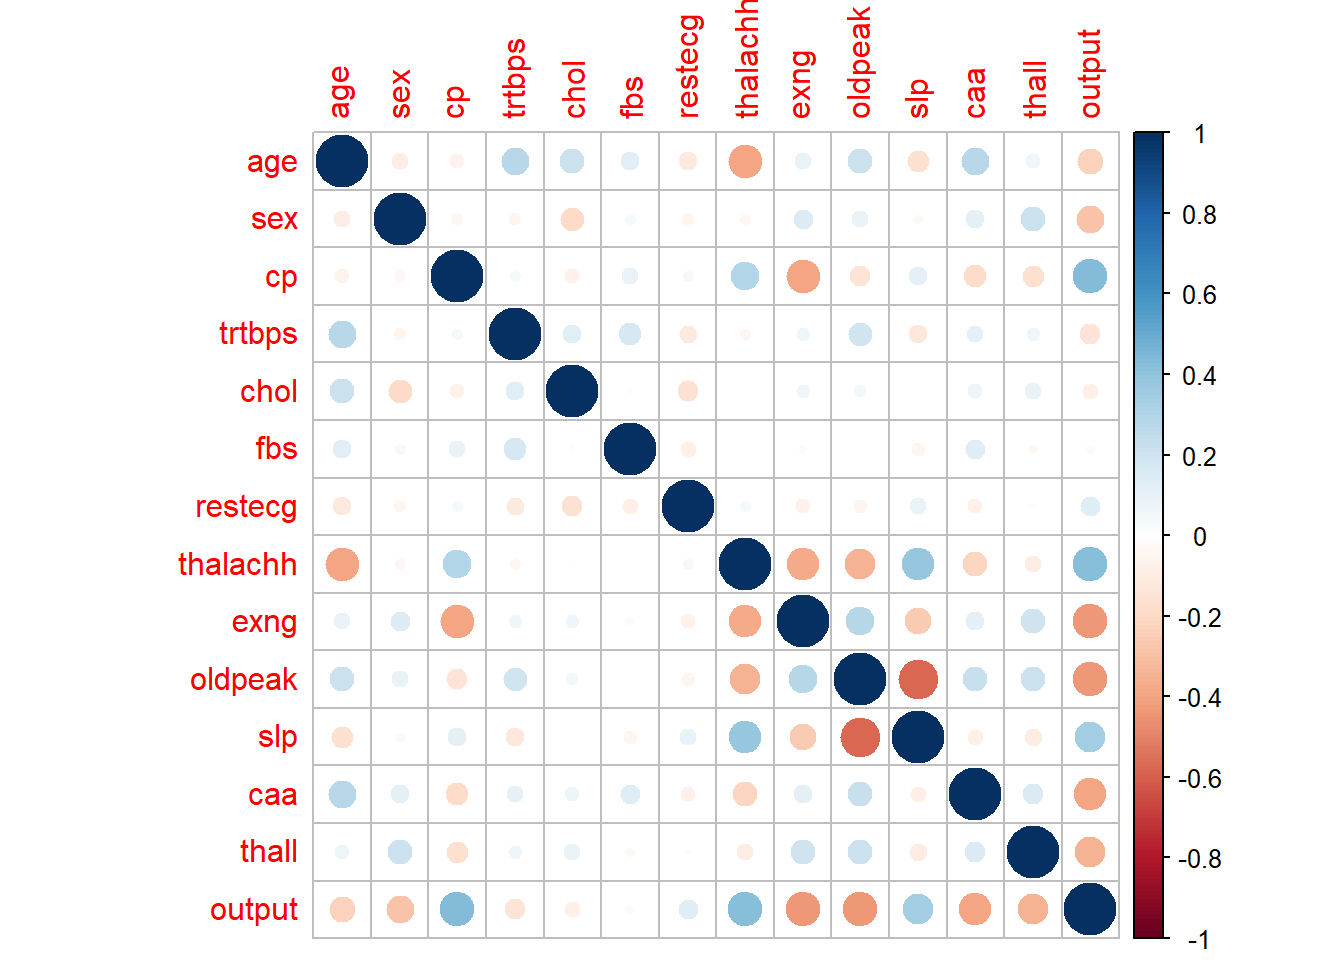 age
sex
cp
trtbps
chol
fbs
restecg
thalachh
exng
oldpeak
slp
caa
thall
output
age
sex
cp
trtbps
chol
fbs
restecg
thalachh
exng
oldpeak
slp
caa
thall
output
1
0.8
0.6
0.4
0.2
0
-0.2
-0.4
-0.6
-0.8
-1